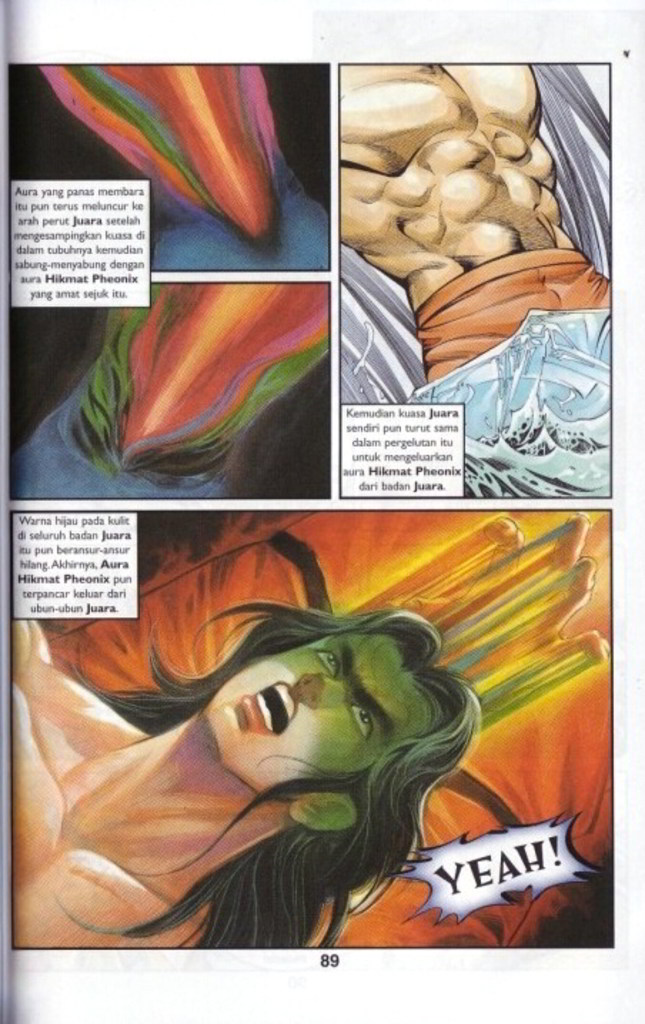 Aura yang panas membara
itu pun terus meluncur ke
arah perut Juara setelah
mengesampingkan kuasa di
dalam tubuhnya kemudian
sabung-menyabung dengan
aura Hikmat Pheonix
yang amat sejuk itu.
Kemudian kuasa Juara
sendiri pun turut sama
dalam pergelutan itu
untuk mengeluarkan
aura Hikmat Pheonix
dari badan Juara.
Warna hijau pada kulit
di seluruh badan Juara
itu pun beransur-ansur
hilang. Akhirnya, Aura
Hikmat Pheonix pun
terpancar keluar dari
ubun-ubun Juara.
YEAH!
89